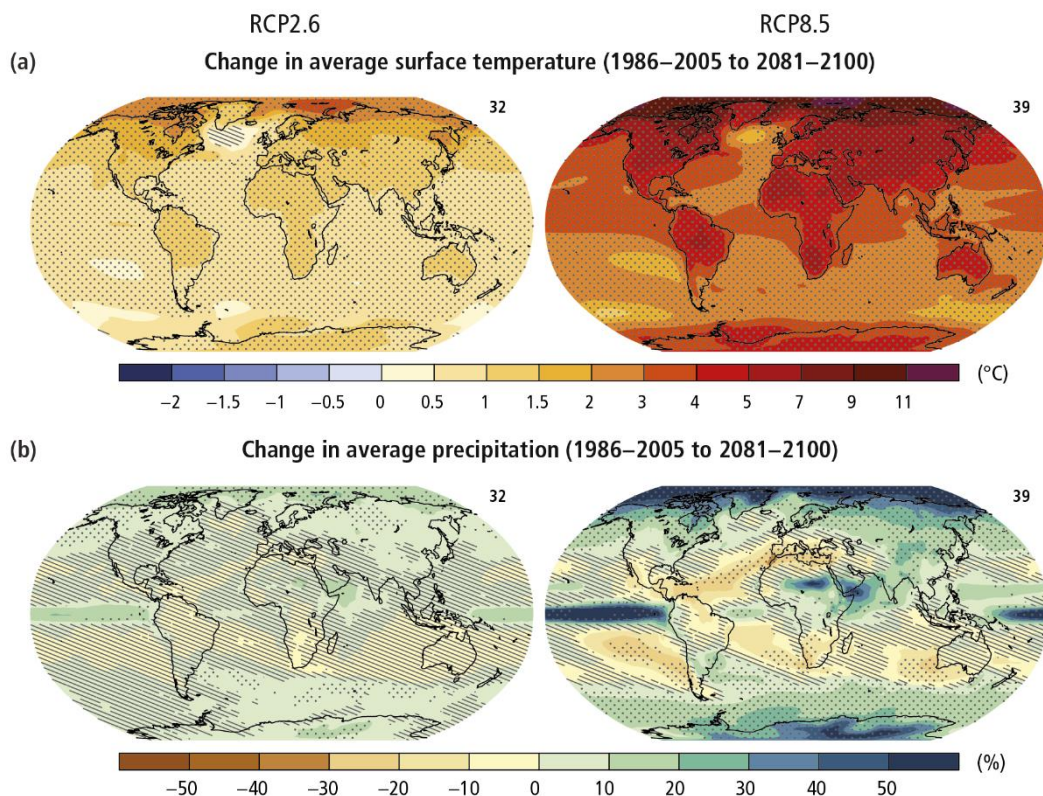 RCP2.6 RCP8.5
(a) Change in average surface temperature (1986–2005 to 2081–2100)
32 39
−2 −1.5 −1 −0.5 0 0.5 1 1.5 2 3 4 5 7 9 11 (°C)
(b) Change in average precipitation (1986–2005 to 2081–2100)
32 39
−50 −40 −30 −20 −10 0 10 20 30 40 50 (%)